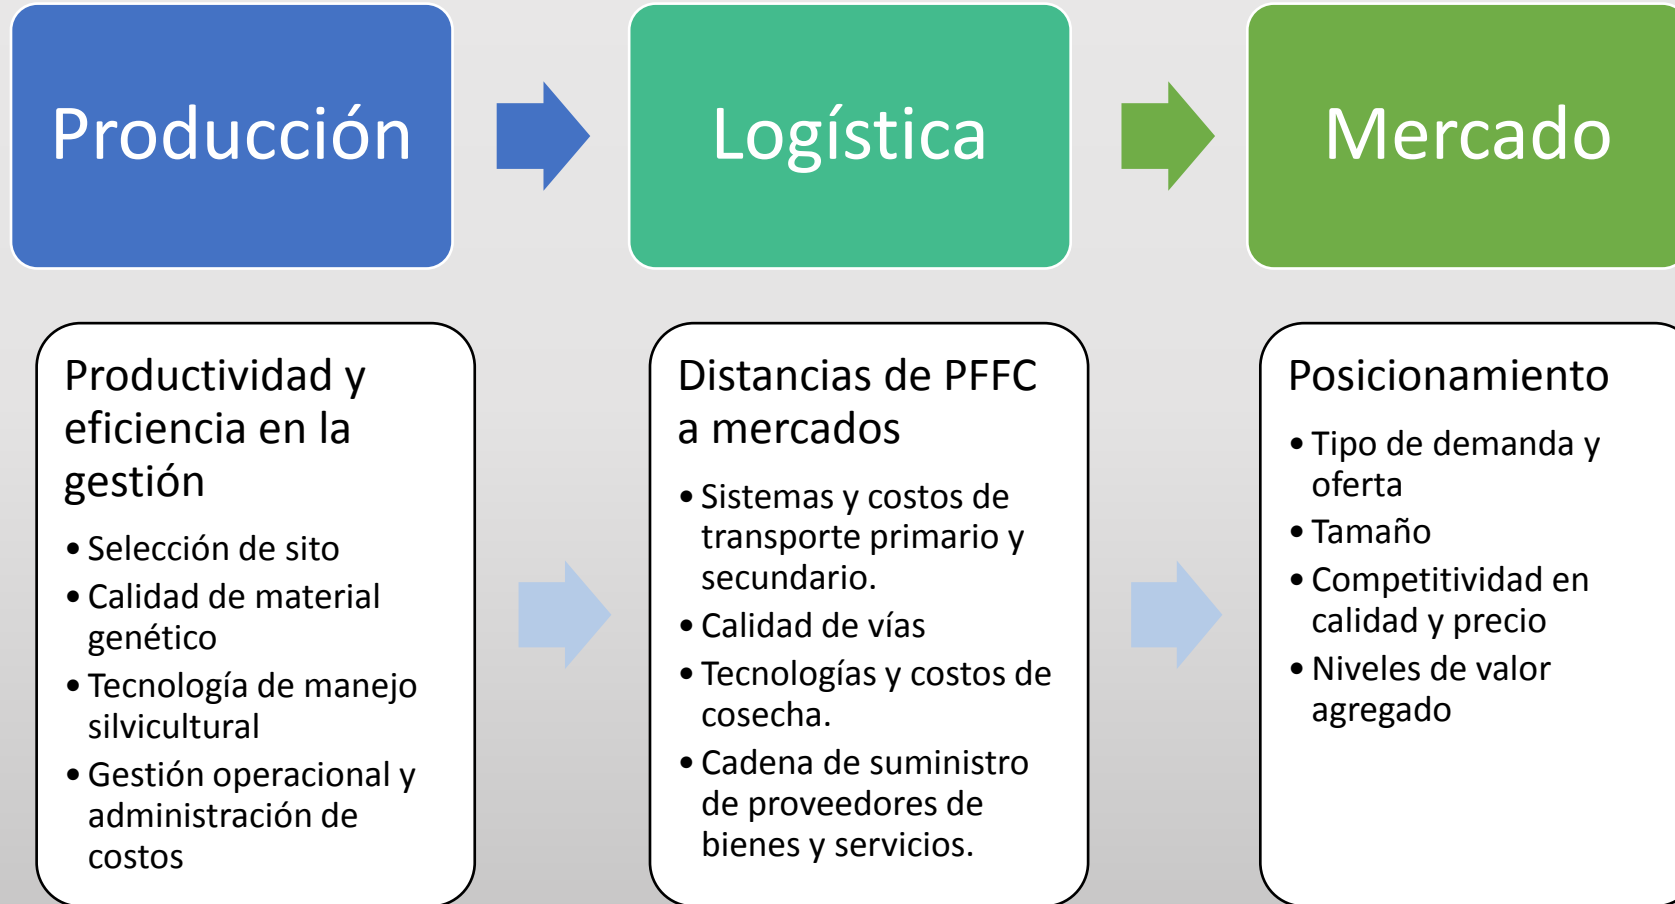 Producción
Logística
Mercado
Productividad y
eficiencia en la
gestión
• Selección de sito
• Calidad de material
genético
• Tecnología de manejo
silvicultural
• Gestión operacional y
administración de
costos
Distancias de PFFC
a mercados
• Sistemas y costos de
transporte primario y
secundario.
• Calidad de vías
• Tecnologías y costos de
cosecha.
• Cadena de suministro
de proveedores de
bienes y servicios.
Posicionamiento
• Tipo de demanda y
oferta
• Tamaño
• Competitividad en
calidad y precio
• Niveles de valor
agregado